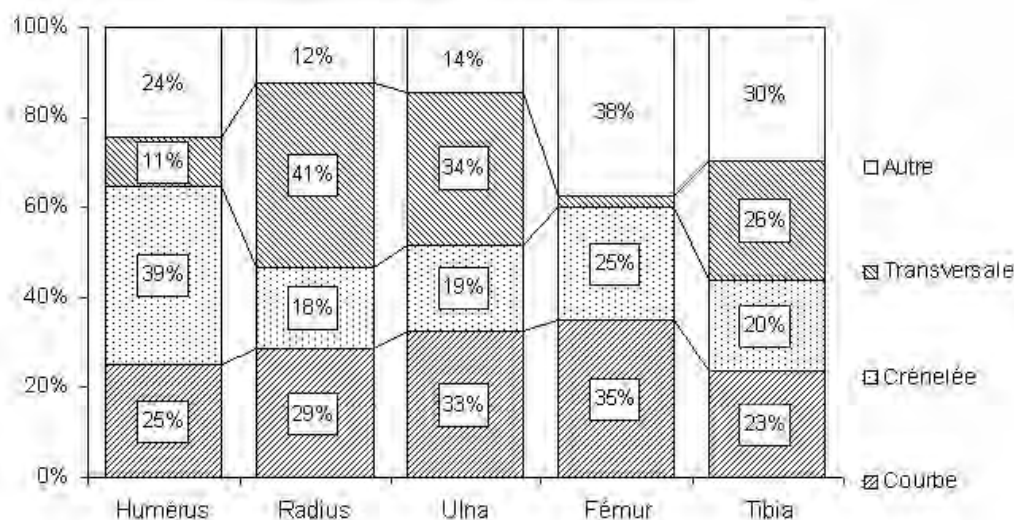 100%
80%
60%
40%
20%
0%
24%
11%
39%
25%
12%
41%
18%
29%
14%
34%
19%
33%
38%
25%
35%
30%
26%
20%
23%
Humérus
Radius
Ulna
Fémur
Tibia
Autre
Transversale
Crénelée
Courbe